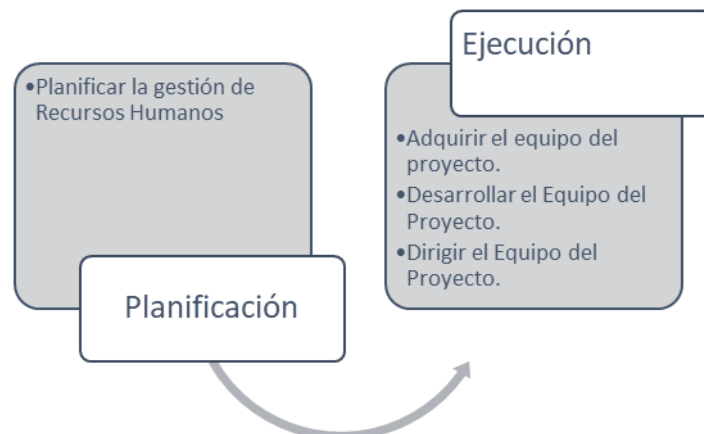 •Planificar la gestión de
Recursos Humanos
Planificación
Ejecución
•Adquirir el equipo del
proyecto.
•Desarrollar el Equipo del
Proyecto.
•Dirigir el Equipo del
Proyecto.